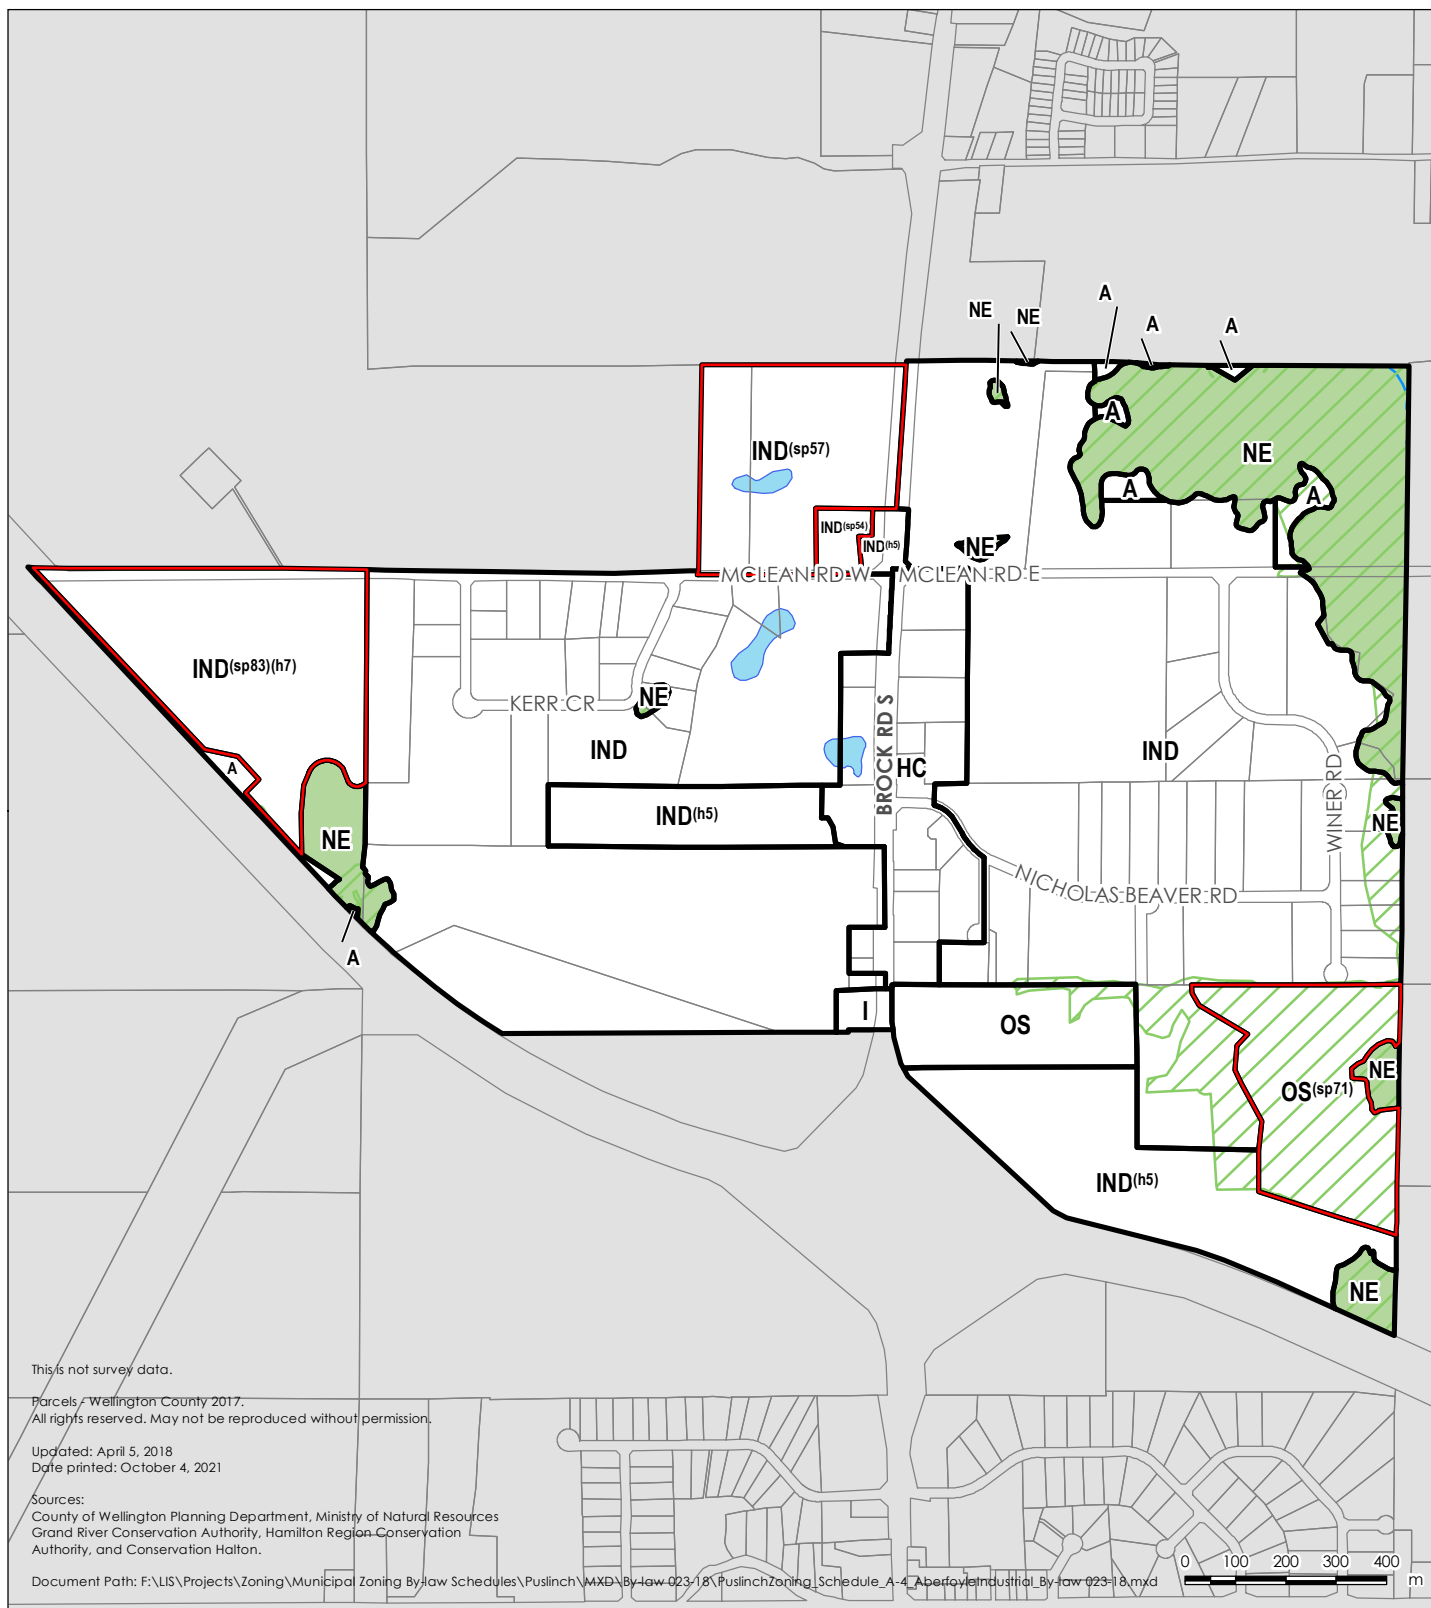 A
NE
NE
A
A
IND(sp57)
A
NE
A
A
IND(sp54)
IND(h5)
NE
MCLEAN RD W
MCLEAN RD E
IND(sp83)(h7)
KERR CR
NE
IND
BROCK RD S
HC
IND
WINER RD
A
IND(h5)
NE
NE
NICHOLAS BEAVER RD
A
I
OS
NE
OS(sp71)
IND(h5)
NE
This is not survey data.
Parcels - Wellington County 2017.
All rights reserved. May not be reproduced without permission.
Updated: April 5, 2018
Date printed: October 4, 2021
Sources:
County of Wellington Planning Department, Ministry of Natural Resources
Grand River Conservation Authority, Hamilton Region Conservation
Authority, and Conservation Halton.
Document Path: F:\LIS\Projects\Zoning\Municipal Zoning By-law Schedules\Puslinch\MXD\By-law 023-18\PuslinchZoning_Schedule_A-4_AberfoyleIndustrial_By-law 023-18.mxd
0 100 200 300 400
m